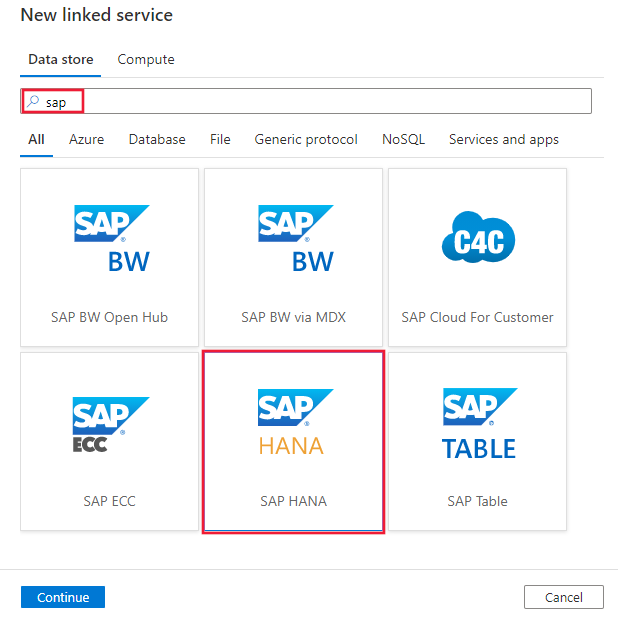 New linked service
Data store Compute
sap
All Azure Database File Generic protocol NoSQL Services and apps
SAP BW
SAP BW Open Hub
SAP BW
SAP BW via MDX
C4C
SAP Cloud For Customer
SAP ECC
SAP ECC
SAP HANA
SAP HANA
SAP TABLE
SAP Table
Continue Cancel